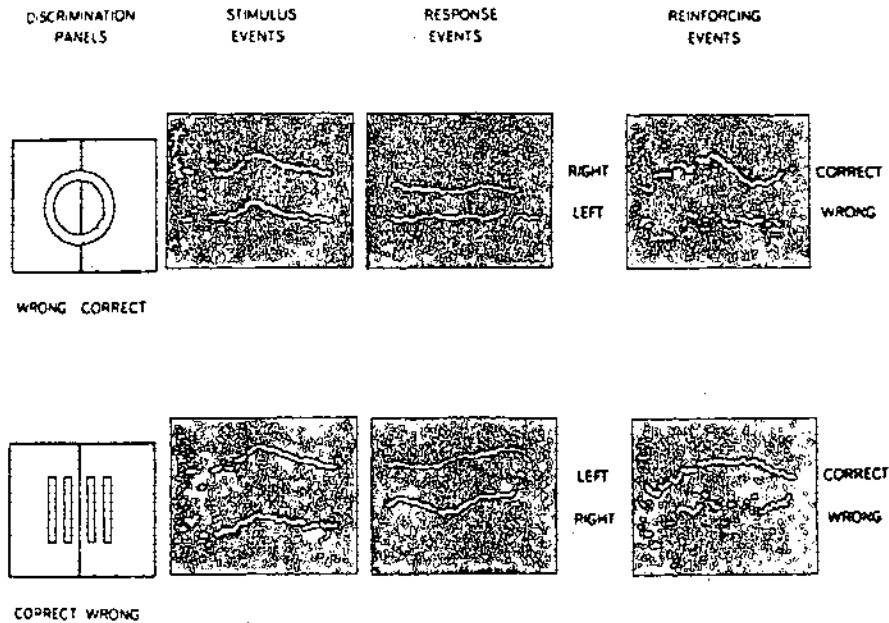 DISCRIMINATION PANELS
STIMULUS EVENTS
RESPONSE EVENTS
REINFORCING EVENTS
RIGHT
LEFT
CORRECT
WRONG
WRONG CORRECT
LEFT
RIGHT
CORRECT
WRONG
CORRECT WRONG